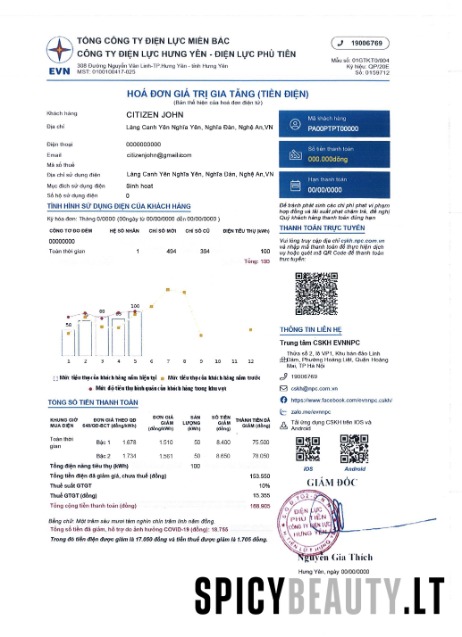 TỔNG CÔNG TY ĐIỆN LỰC MIỀN BẮC
CÔNG TY ĐIỆN LỰC HƯNG YÊN - ĐIỆN LỰC PHÙ TIÊN
308 Đường Nguyễn Văn Linh-TP.Hưng Yên - tỉnh Hưng Yên
MST: 0100100417-025
EVN
19006769
Mẫu số: 01GTKT0/004
Ký hiệu: QP/20E
Số: 0159712
HOÁ ĐƠN GIÁ TRỊ GIA TĂNG (TIỀN ĐIỆN)
(Bản thể hiện của hoá đơn điện tử)
Khách hàng CITIZEN JOHN
Địa chỉ Làng Canh Yên Nghĩa Yên, Nghĩa Đàn, Nghệ An,VN
Điện thoại 0000000000
Email citizenjohn@gmail.com
Mã số thuế
Địa chỉ sử dụng điện Làng Canh Yên Nghĩa Yên, Nghĩa Đàn, Nghệ An,VN
Mục đích sử dụng điện Sinh hoat
Số hộ sử dụng điện 0
Mã khách hàng
PA00PTPT00000
Số tiền thanh toán
000.000đồng
Hạn thanh toán
00/00/0000
Để tránh phát sinh các chi phí phạt vi phạm
hợp đồng và lãi suất phạt chậm trả, đề nghị
Quý khách hàng thanh toán đúng hạn
TÌNH HÌNH SỬ DỤNG ĐIỆN CỦA KHÁCH HÀNG
Kỳ hóa đơn: Tháng 0/0000 (00ngày từ 00/00/0000 đến 00/00/0000 )
CÔNG TƠ ĐO ĐẾM HỆ SỐ NHÂN CHỈ SỐ MỚI CHỈ SỐ CŨ ĐIỆN TIÊU THỤ (kWh)
00000000
Toàn thời gian 1 494 394 100
Tổng: 100
THANH TOÁN TRỰC TUYẾN
Vui lòng truy cập địa chỉ cskh.npc.com.vn
và nhập mã thanh toán để thực hiện dịch
vụ hoặc quét mã QR Code để thanh toán
trực tuyến:
1 2 3 4 5 6 7 8 9 10 11 12
Mức tiêu thụ của khách hàng năm hiện tại Mức tiêu thụ của khách hàng năm trước
Mức độ tiêu thụ bình quân của khách hàng trong khu vực
THÔNG TIN LIÊN HỆ
Trung tâm CSKH EVNNPC
Thửa số 2, lô VP1, Khu bán đảo Linh
Đàm, Phường Hoàng Liệt, Quận Hoàng
Mai, TP Hà Nội
19006769
cskh@npc.com.vn
https://www.facebook.com/evnnpc.cskh/
zalo.me/evnnpc
Tải ứng dụng CSKH trên iOS và
Android
iOS Android
TỔNG SỐ TIỀN THANH TOÁN
KHUNG GIỜ MUA ĐIỆN ĐƠN GIÁ THEO QĐ 648/QĐ-BCT (đồng/kWh) ĐƠN GIÁ GIẢM (đồng/kWh) SẢN LƯỢNG (kWh) SỐ TIỀN GIẢM (đồng) THÀNH TIỀN ĐÃ GIẢM (đồng)
Toàn thời gian Bậc 1 1.678 1.510 50 8.400 75.500
Bậc 2 1.734 1.561 50 8.650 78.050
Tổng điện năng tiêu thụ (kWh) 100
Tổng tiền điện đã giảm giá, chưa thuế (đồng) 153.550
Thuế suất GTGT 10%
Thuế GTGT (đồng) 15.355
Tổng cộng tiền thanh toán (đồng) 168.905
Bằng chữ: Một trăm sáu mươi tám nghìn chín trăm linh năm đồng.
Tổng số tiền đã giảm, hỗ trợ do ảnh hưởng COVID-19 (đồng): 18.755
Trong đó tiền điện được giảm là 17.050 đồng và tiền thuế được giảm là 1.705 đồng.
GIÁM ĐỐC
ĐIỆN LỰC
PHÙ TIÊN
CÔNG TY ĐIỆN LỰC
HƯNG YÊN
Nguyễn Gia Thích
Hưng Yên, ngày 00/00/0000
SPICYBEAUTY.LT